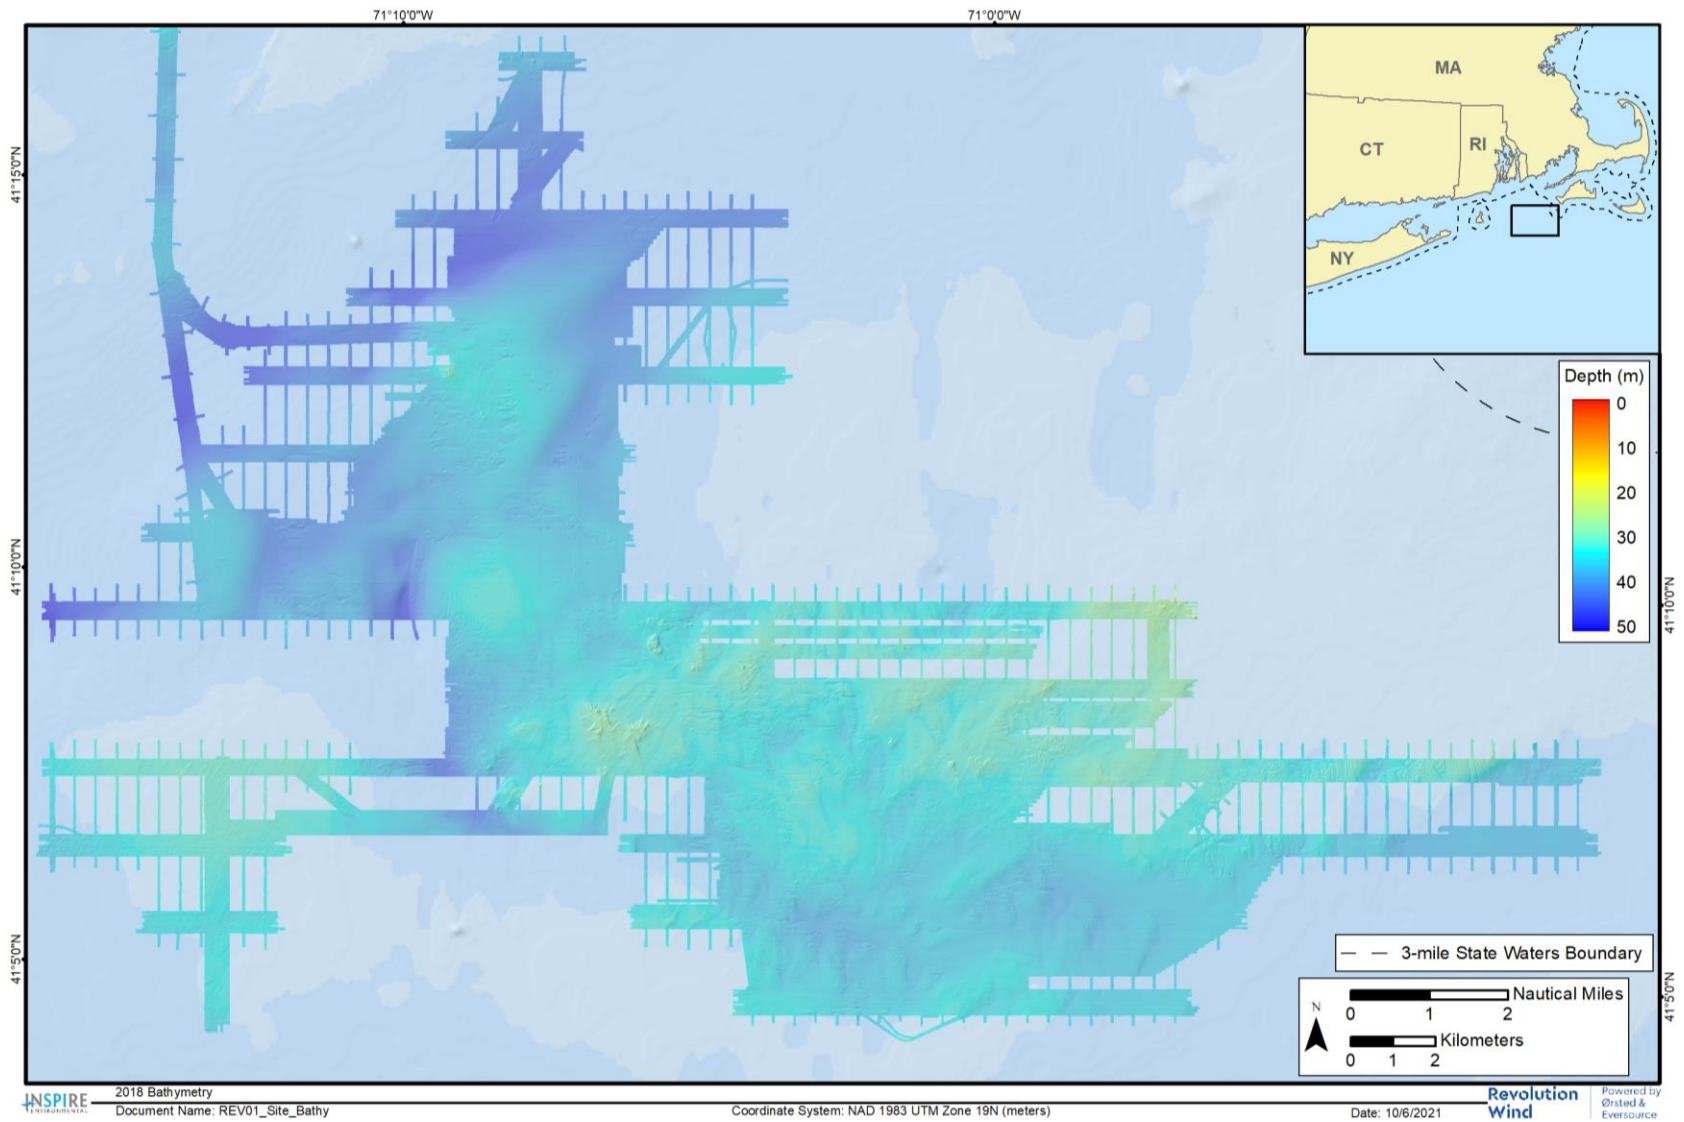 71°10'0"W
71°0'0"W
41°15'0"N
41°10'0"N
41°5'0"N
41°10'0"N
41°5'0"N
MA
CT
RI
NY
Depth (m)
0
10
20
30
40
50
3-mile State Waters Boundary
N
Nautical Miles
0 1 2
Kilometers
0 1 2
INSPIRE
ENVIRONMENTAL
2018 Bathymetry
Document Name: REV01_Site_Bathy
Coordinate System: NAD 1983 UTM Zone 19N (meters)
Date: 10/6/2021
Revolution
Wind
Powered by
Ørsted &
Eversource